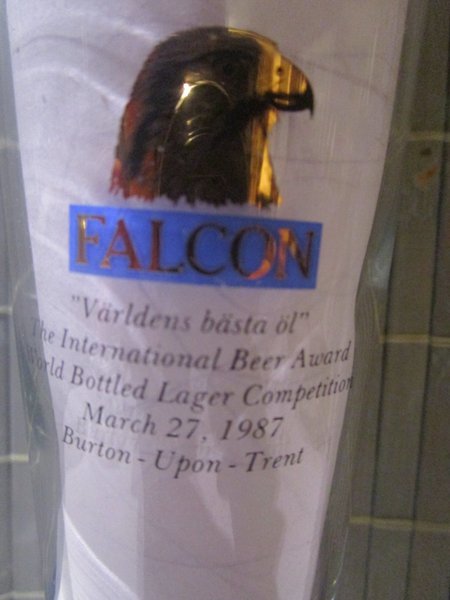 FALCON
"Världens bästa öl"
The International Beer Award
World Bottled Lager Competition
March 27, 1987
Burton - Upon - Trent